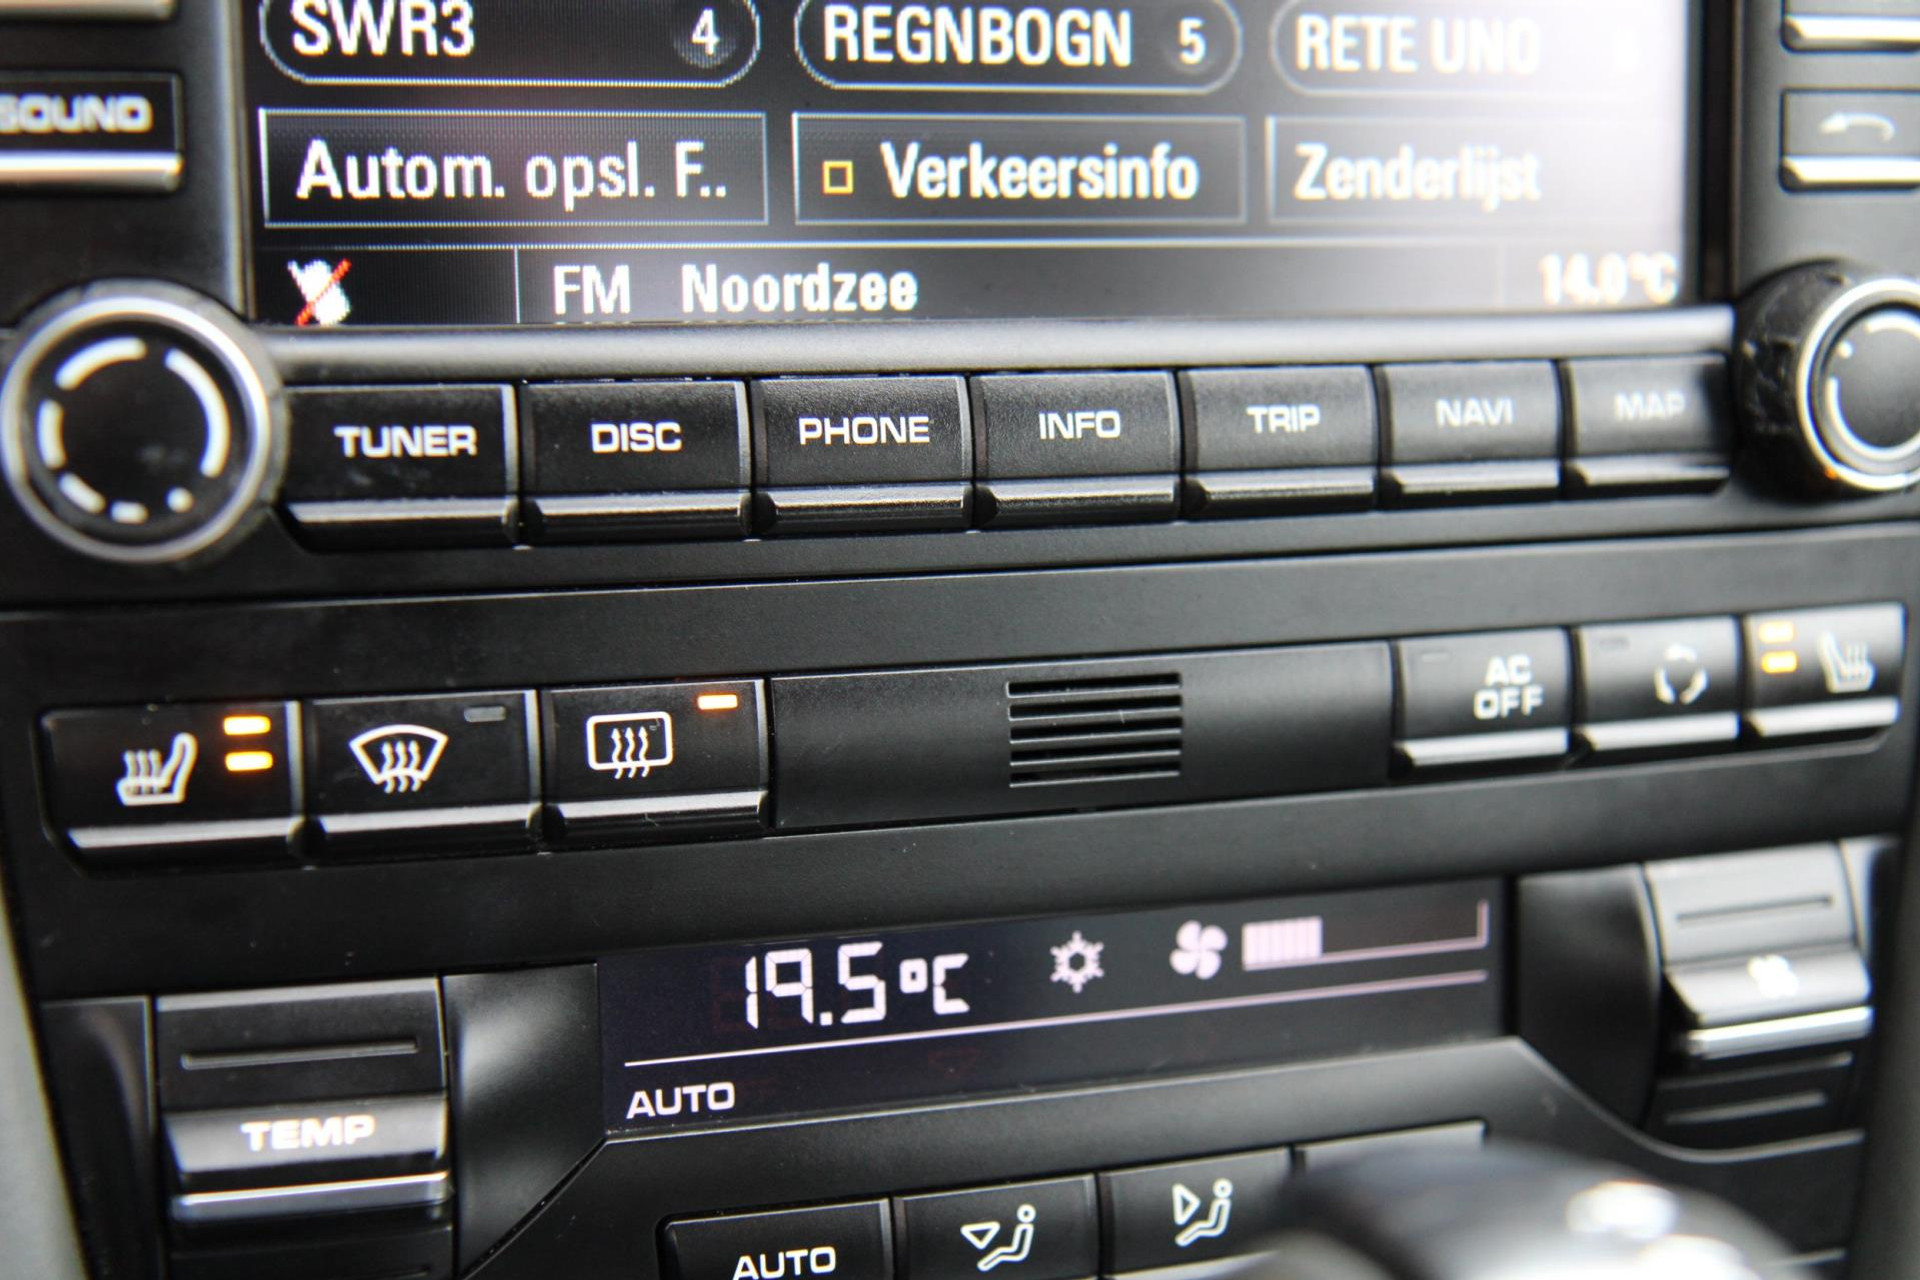 SWR3 4 REGNBOGN 5 RETE UNO
SOUND
Autom. opsl. F.. Verkeersinfo Zenderlijst
FM Noordzee 14.0°C
TUNER DISC PHONE INFO TRIP NAVI MAP
AC
OFF
19.5°C
AUTO
TEMP
AUTO